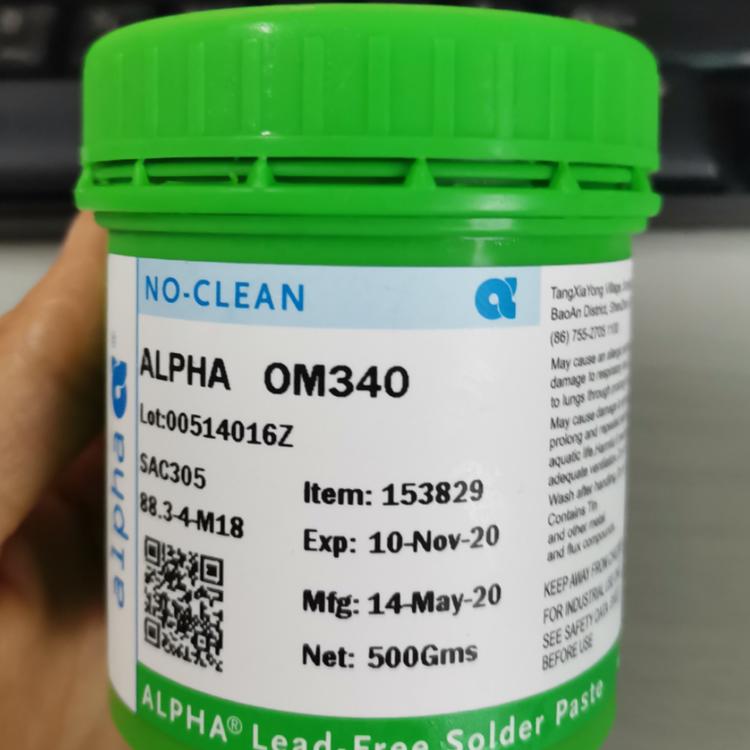 NO-CLEAN
alpha®
ALPHA OM340
Lot:00514016Z
SAC305
88.3-4-M18
Item: 153829
Exp: 10-Nov-20
Mfg: 14-May-20
Net: 500Gms
TangXiaYong Village,
BaoAn District,
(86) 755-2705
May cause an
damage to
to lungs through
May cause damage
prolong and
aquatic life.
adequate
Wash after handling.
Contains Tin
and other metal
and flux compounds.
KEEP AWAY FROM
FOR INDUSTRIAL USE
SEE SAFETY DATA
BEFORE USE
ALPHA® Lead-Free Solder Paste